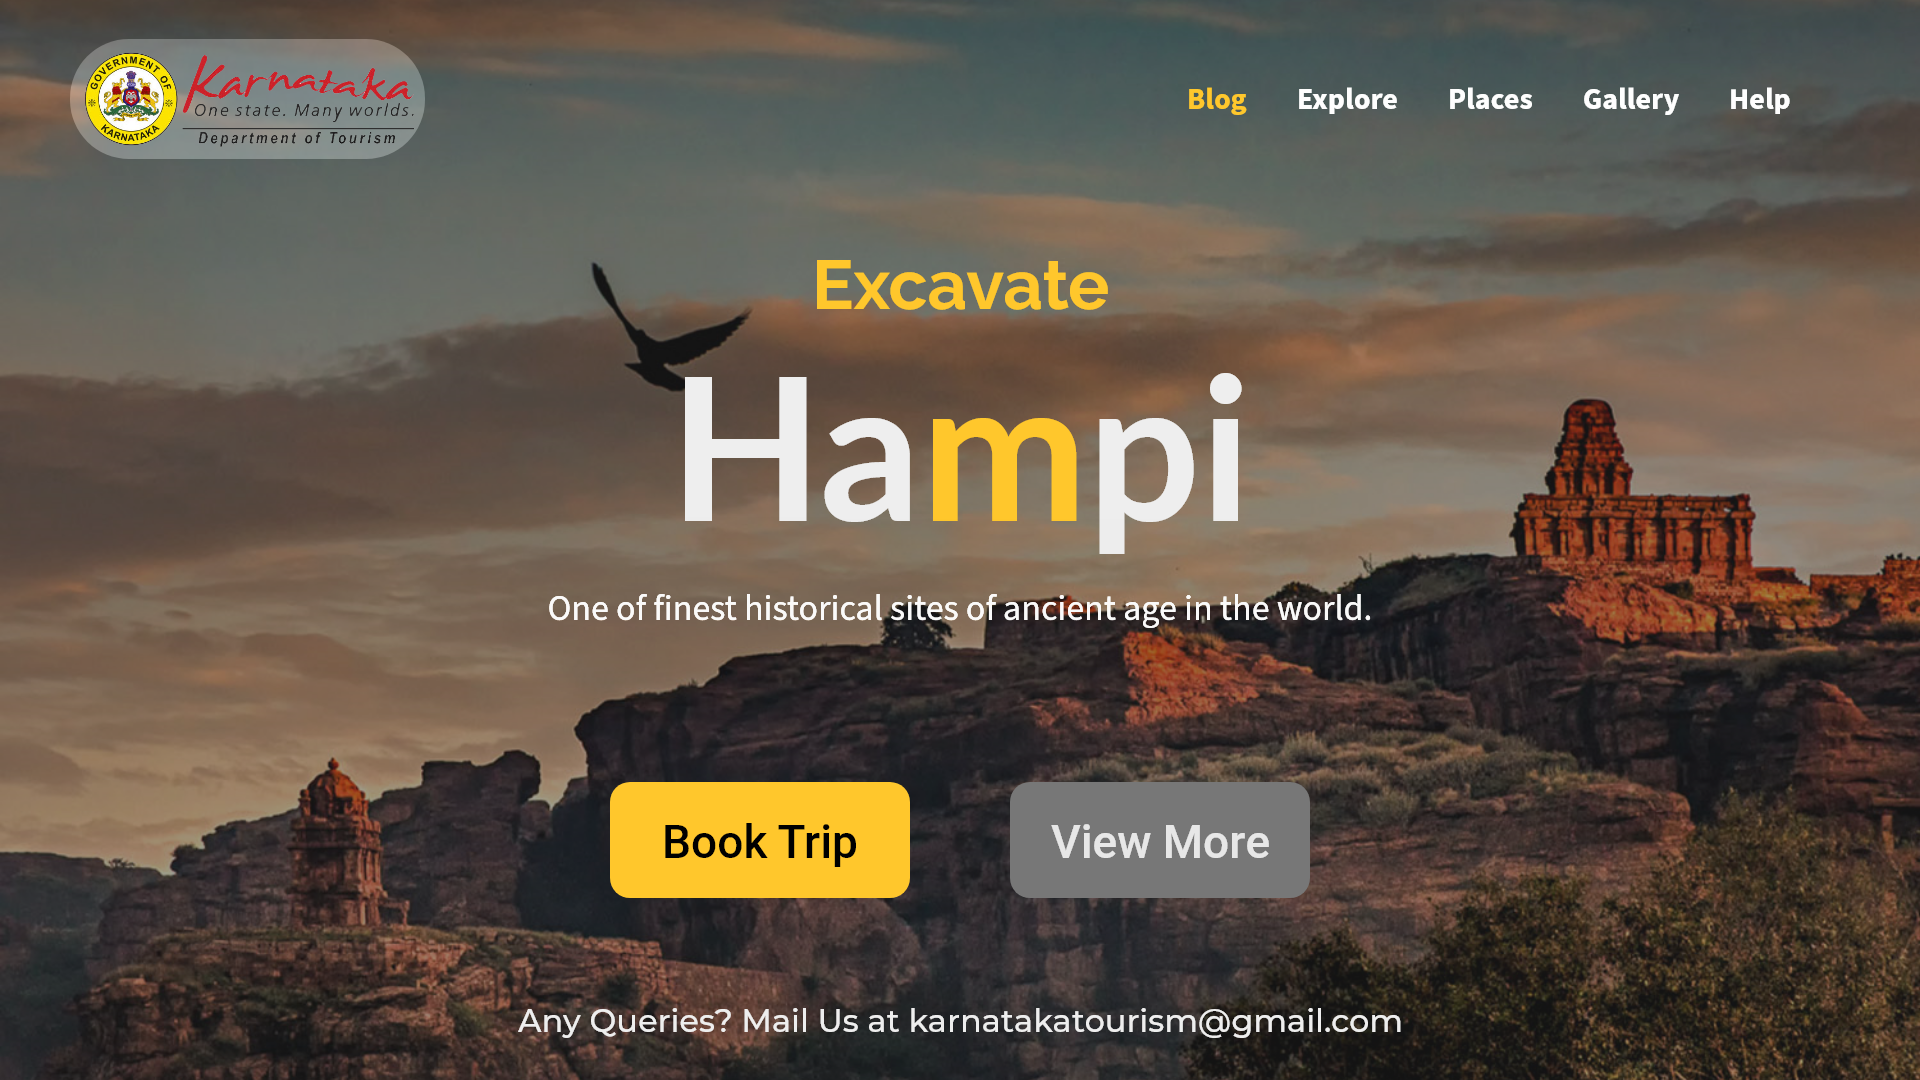 GOVERNMENT OF
KARNATAKA
Karnataka
One state. Many worlds.
Department of Tourism
Blog Explore Places Gallery Help
Excavate
Hampi
One of finest historical sites of ancient age in the world.
Book Trip View More
Any Queries? Mail Us at karnatakatourism@gmail.com